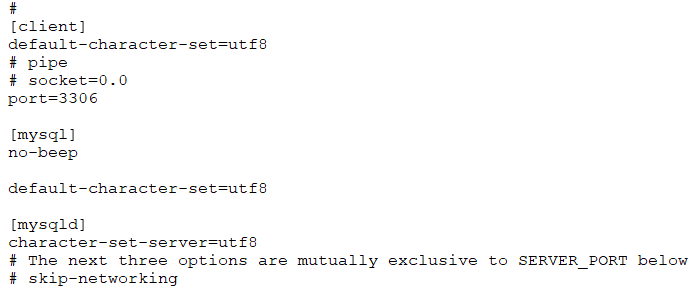 #
[client]
default-character-set=utf8
# pipe
# socket=0.0
port=3306
[mysql]
no-beep
default-character-set=utf8
[mysqld]
character-set-server=utf8
# The next three options are mutually exclusive to SERVER_PORT below
# skip-networking